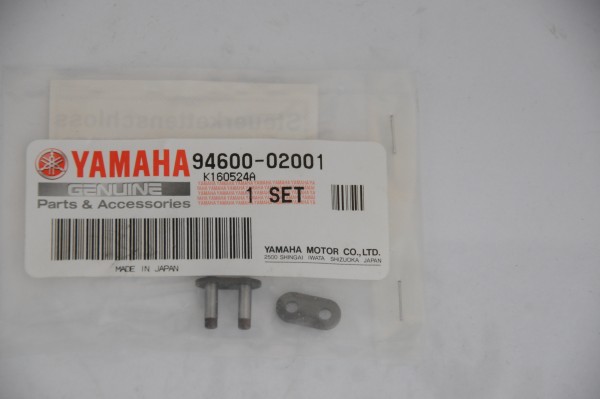 Steuerkettenschloss
YAMAHA 94600-02001
GENUINE K160524A
Parts & Accessories 1 SET
YAMAHA MOTOR CO., LTD.
2500 SHINGAI IWATA SHIZUOKA JAPAN
MADE IN JAPAN